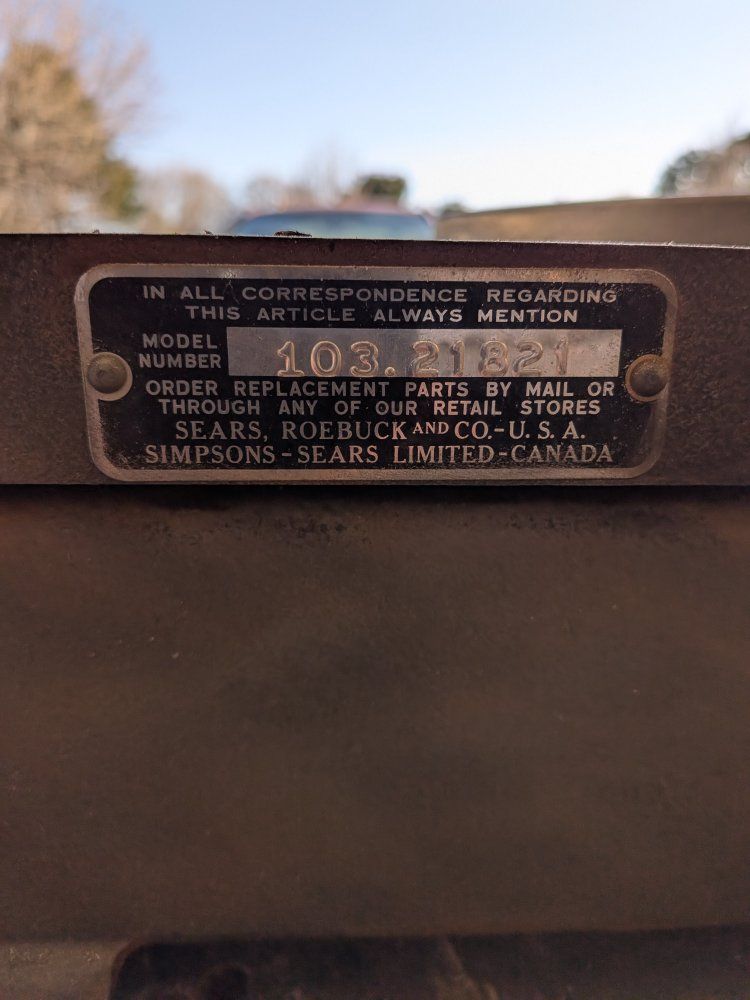 IN ALL CORRESPONDENCE REGARDING
THIS ARTICLE ALWAYS MENTION
MODEL
NUMBER 103.21821
ORDER REPLACEMENT PARTS BY MAIL OR
THROUGH ANY OF OUR RETAIL STORES
SEARS, ROEBUCK AND CO.-U. S. A.
SIMPSONS-SEARS LIMITED-CANADA